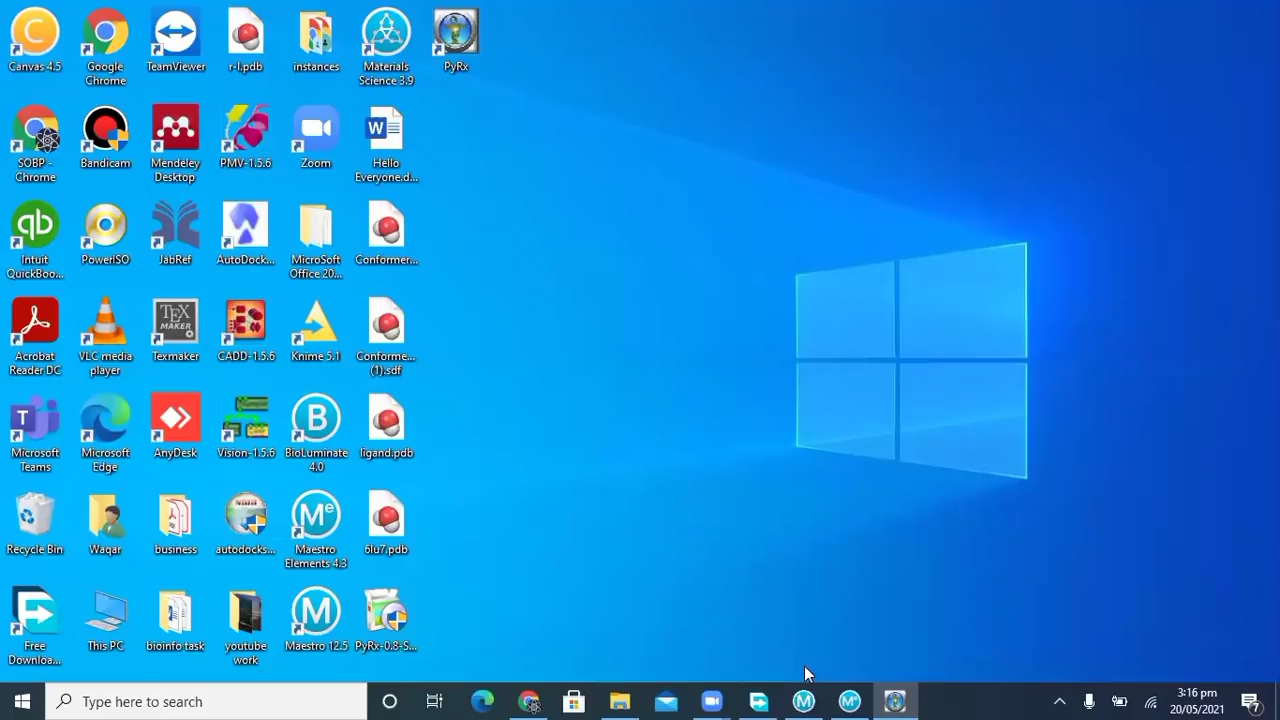 Canvas 4.5
Google
Chrome
TeamViewer
r-l.pdb
instances
Materials
Science 3.9
PyRx
SOBP -
Chrome
Bandicam
Mendeley
Desktop
PMV-1.5.6
Zoom
W
Hello
Everyone.d...
qb
Intuit
QuickBoo...
PowerISO
JabRef
AutoDock...
MicroSoft
Office 20...
Conformer...
Acrobat
Reader DC
VLC media
player
TEX
MAKER
Texmaker
CADD-1.5.6
Knime 5.1
Conforme...
(1).sdf
T
Microsoft
Teams
Microsoft
Edge
AnyDesk
Vision-1.5.6
B
BioLuminate
4.0
ligand.pdb
Recycle Bin
Waqar
business
autodocks...
Me
Maestro
Elements 4.3
6lu7.pdb
Free
Downloa...
This PC
bioinfo task
youtube
work
M
Maestro 12.5
PyRx-0.8-S...
Type here to search
3:16 pm
20/05/2021
7